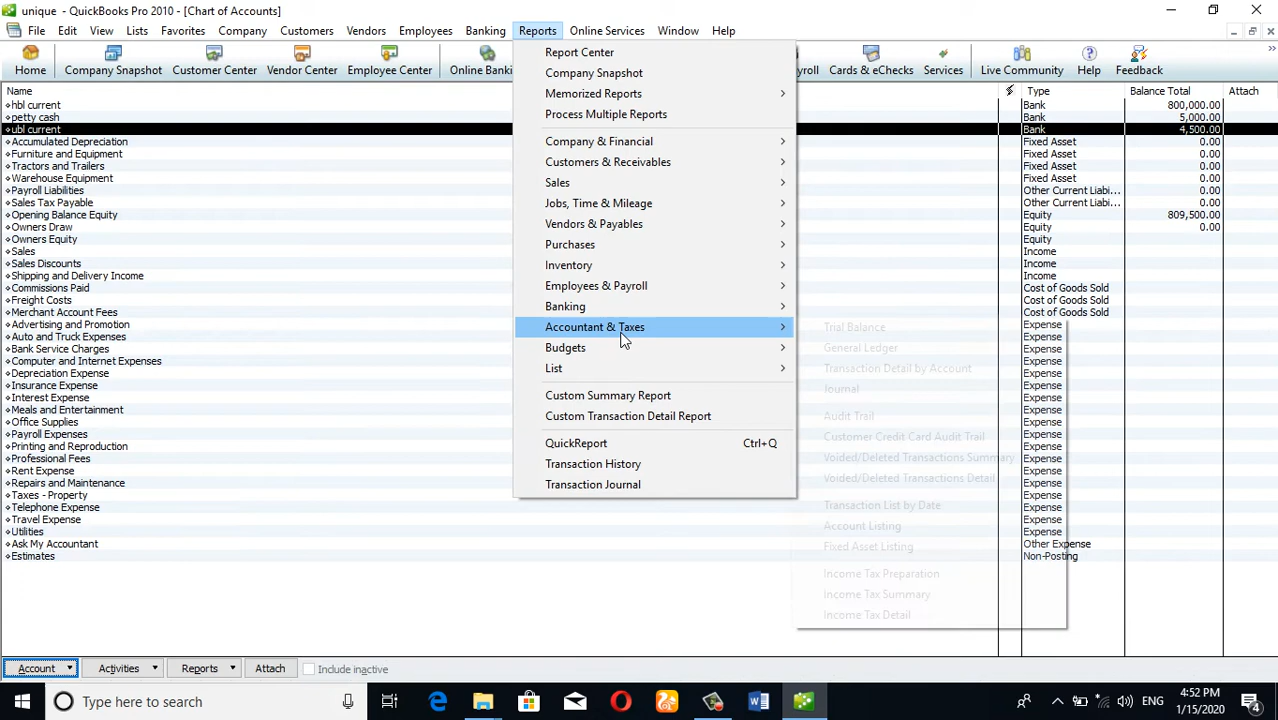 unique - QuickBooks Pro 2010 - [Chart of Accounts]
File Edit View Lists Favorites Company Customers Vendors Employees Banking Reports Online Services Window Help
Home Company Snapshot Customer Center Vendor Center Employee Center Online Banki yroll Cards & eChecks Services Live Community Help Feedback
Report Center
Company Snapshot
Memorized Reports
Process Multiple Reports
Company & Financial
Customers & Receivables
Sales
Jobs, Time & Mileage
Vendors & Payables
Purchases
Inventory
Employees & Payroll
Banking
Accountant & Taxes
Budgets
List
Custom Summary Report
Custom Transaction Detail Report
QuickReport Ctrl+Q
Transaction History
Transaction Journal
Trial Balance
General Ledger
Transaction Detail by Account
Journal
Audit Trail
Customer Credit Card Audit Trail
Voided/Deleted Transactions Summary
Voided/Deleted Transactions Detail
Transaction List by Date
Account Listing
Fixed Asset Listing
Income Tax Preparation
Income Tax Summary
Income Tax Detail
Name Type Balance Total Attach
hbl current Bank 800,000.00
petty cash Bank 5,000.00
ubl current Bank 4,500.00
Accumulated Depreciation Fixed Asset 0.00
Furniture and Equipment Fixed Asset 0.00
Tractors and Trailers Fixed Asset 0.00
Warehouse Equipment Fixed Asset 0.00
Payroll Liabilities Other Current Liabi... 0.00
Sales Tax Payable Other Current Liabi... 0.00
Opening Balance Equity Equity 809,500.00
Owners Draw Equity 0.00
Owners Equity Equity
Sales Income
Sales Discounts Income
Shipping and Delivery Income Income
Commissions Paid Cost of Goods Sold
Freight Costs Cost of Goods Sold
Merchant Account Fees Cost of Goods Sold
Advertising and Promotion Expense
Auto and Truck Expenses Expense
Bank Service Charges Expense
Computer and Internet Expenses Expense
Depreciation Expense Expense
Insurance Expense Expense
Interest Expense Expense
Meals and Entertainment Expense
Office Supplies Expense
Payroll Expenses Expense
Printing and Reproduction Expense
Professional Fees Expense
Rent Expense Expense
Repairs and Maintenance Expense
Taxes - Property Expense
Telephone Expense Expense
Travel Expense Expense
Utilities Expense
Ask My Accountant Other Expense
Estimates Non-Posting
Account Activities Reports Attach Include inactive
Type here to search ENG 4:52 PM
1/15/2020 4